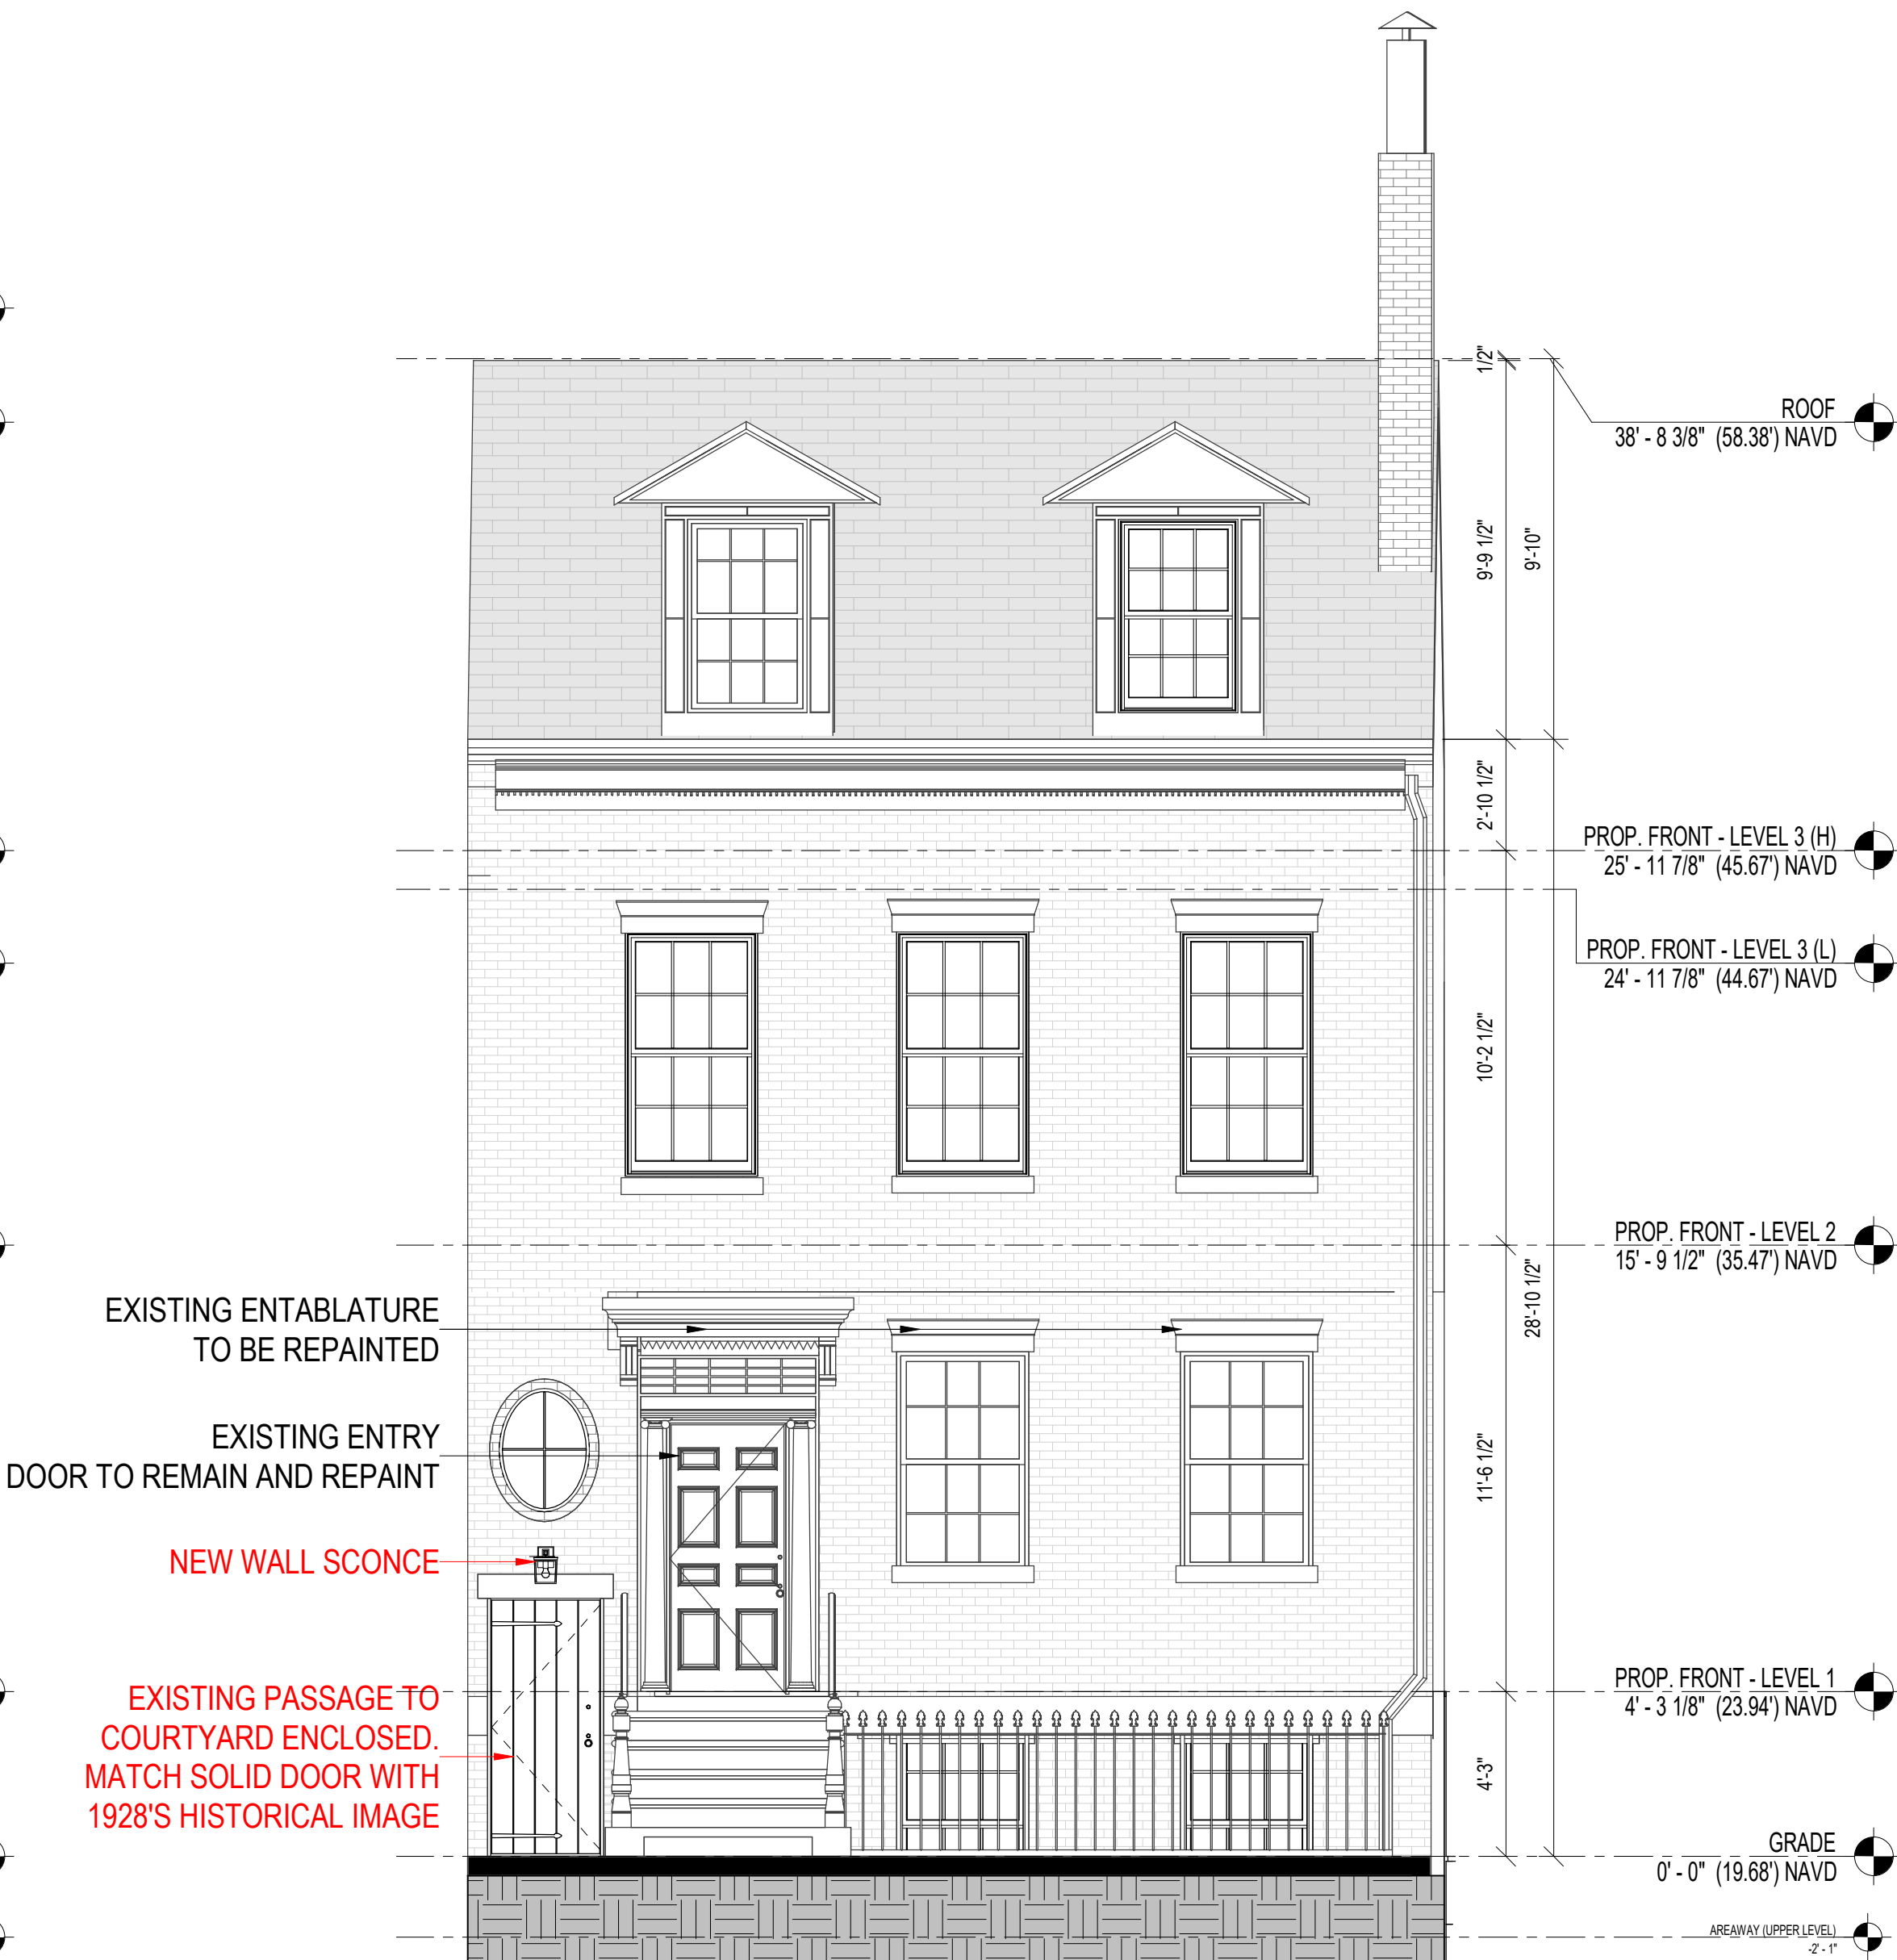 1/2"
ROOF
38' - 8 3/8" (58.38') NAVD
9'-9 1/2"
9'-10"
2'-10 1/2"
PROP. FRONT - LEVEL 3 (H)
25' - 11 7/8" (45.67') NAVD
PROP. FRONT - LEVEL 3 (L)
24' - 11 7/8" (44.67') NAVD
10'-2 1/2"
PROP. FRONT - LEVEL 2
15' - 9 1/2" (35.47') NAVD
28'-10 1/2"
EXISTING ENTABLATURE
TO BE REPAINTED
EXISTING ENTRY
DOOR TO REMAIN AND REPAINT
11'-6 1/2"
NEW WALL SCONCE
EXISTING PASSAGE TO
COURTYARD ENCLOSED.
MATCH SOLID DOOR WITH
1928'S HISTORICAL IMAGE
PROP. FRONT - LEVEL 1
4' - 3 1/8" (23.94') NAVD
4'-3"
GRADE
0' - 0" (19.68') NAVD
AREAWAY (UPPER LEVEL)
-2' - 1"